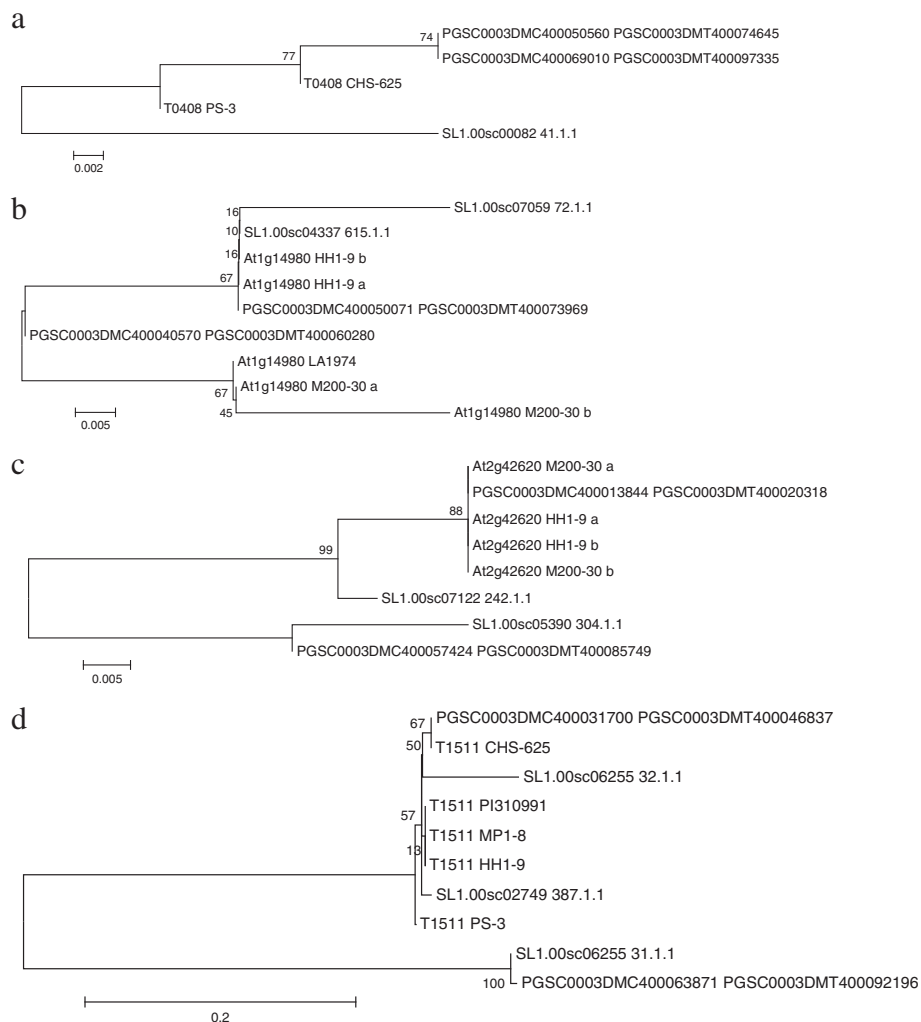 a
74
PGSC0003DMC400050560 PGSC0003DMT400074645
77
PGSC0003DMC400069010 PGSC0003DMT400097335
T0408 CHS-625
T0408 PS-3
SL1.00sc00082 41.1.1
0.002
b
16
SL1.00sc07059 72.1.1
10
SL1.00sc04337 615.1.1
16
At1g14980 HH1-9 b
67
At1g14980 HH1-9 a
PGSC0003DMC400050071 PGSC0003DMT400073969
PGSC0003DMC400040570 PGSC0003DMT400060280
At1g14980 LA1974
67
At1g14980 M200-30 a
45
At1g14980 M200-30 b
0.005
c
At2g42620 M200-30 a
PGSC0003DMC400013844 PGSC0003DMT400020318
88
At2g42620 HH1-9 a
At2g42620 HH1-9 b
99
At2g42620 M200-30 b
SL1.00sc07122 242.1.1
SL1.00sc05390 304.1.1
PGSC0003DMC400057424 PGSC0003DMT400085749
0.005
d
67
PGSC0003DMC400031700 PGSC0003DMT400046837
50
T1511 CHS-625
SL1.00sc06255 32.1.1
T1511 PI310991
57
T1511 MP1-8
13
T1511 HH1-9
SL1.00sc02749 387.1.1
T1511 PS-3
SL1.00sc06255 31.1.1
100
PGSC0003DMC400063871 PGSC0003DMT400092196
0.2